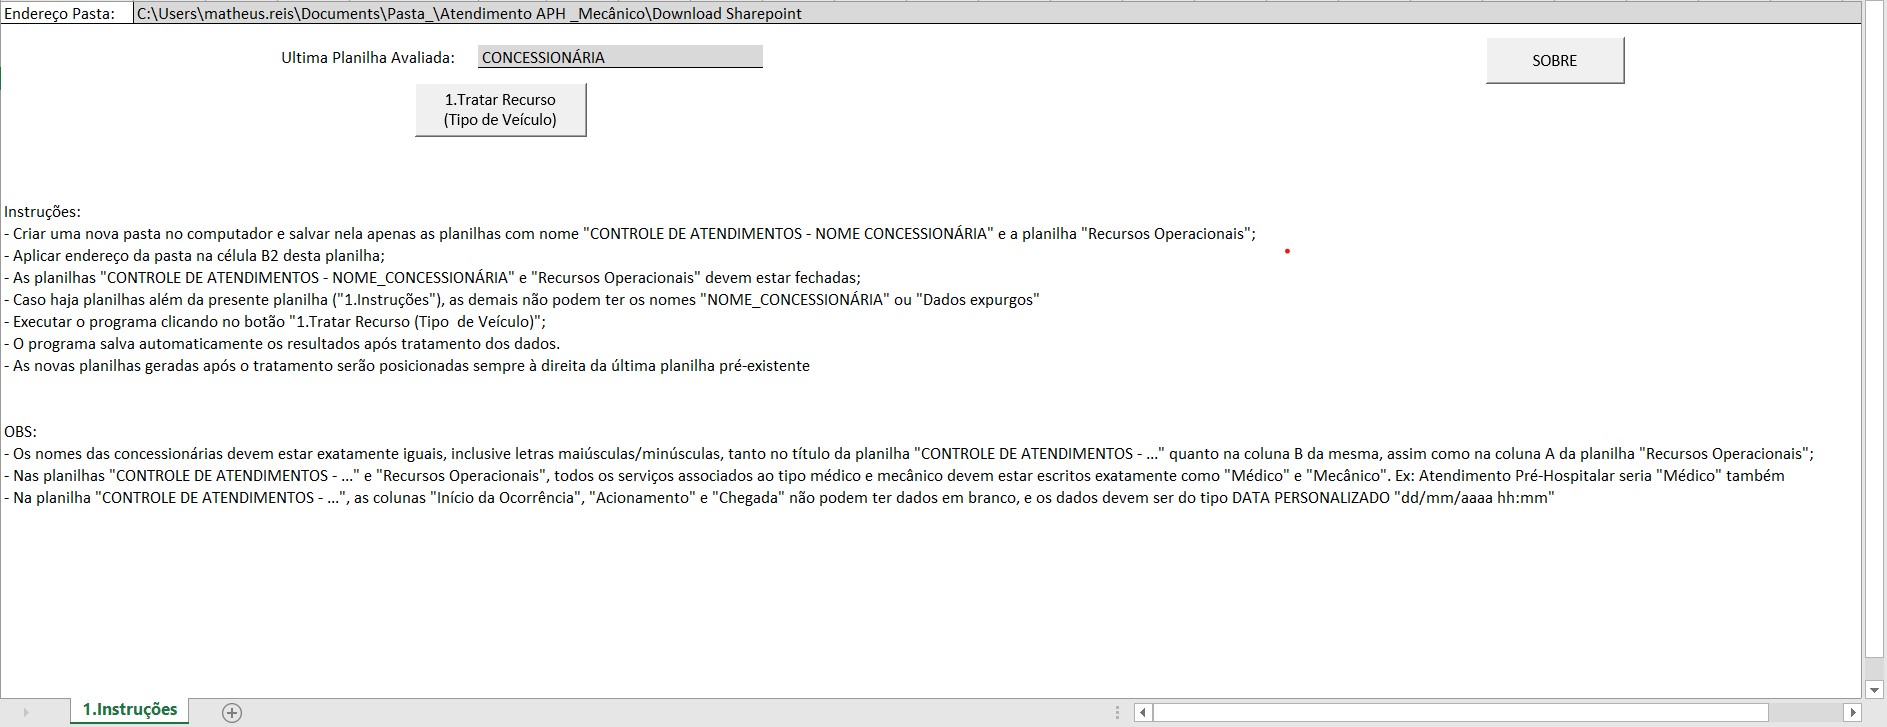 Endereço Pasta: C:\Users\matheus.reis\Documents\Pasta_\Atendimento APH _Mecânico\Download Sharepoint
Ultima Planilha Avaliada: CONCESSIONÁRIA
SOBRE
1.Tratar Recurso
(Tipo de Veículo)
Instruções:
- Criar uma nova pasta no computador e salvar nela apenas as planilhas com nome "CONTROLE DE ATENDIMENTOS - NOME CONCESSIONÁRIA" e a planilha "Recursos Operacionais";
- Aplicar endereço da pasta na célula B2 desta planilha;
- As planilhas "CONTROLE DE ATENDIMENTOS - NOME_CONCESSIONÁRIA" e "Recursos Operacionais" devem estar fechadas;
- Caso haja planilhas além da presente planilha ("1.Instruções"), as demais não podem ter os nomes "NOME_CONCESSIONÁRIA" ou "Dados expurgos"
- Executar o programa clicando no botão "1.Tratar Recurso (Tipo  de Veículo)";
- O programa salva automaticamente os resultados após tratamento dos dados.
- As novas planilhas geradas após o tratamento serão posicionadas sempre à direita da última planilha pré-existente
OBS:
- Os nomes das concessionárias devem estar exatamente iguais, inclusive letras maiúsculas/minúsculas, tanto no título da planilha "CONTROLE DE ATENDIMENTOS - ..." quanto na coluna B da mesma, assim como na coluna A da planilha "Recursos Operacionais";
- Nas planilhas "CONTROLE DE ATENDIMENTOS - ..." e "Recursos Operacionais", todos os serviços associados ao tipo médico e mecânico devem estar escritos exatamente como "Médico" e "Mecânico". Ex: Atendimento Pré-Hospitalar seria "Médico" também
- Na planilha "CONTROLE DE ATENDIMENTOS - ...", as colunas "Início da Ocorrência", "Acionamento" e "Chegada" não podem ter dados em branco, e os dados devem ser do tipo DATA PERSONALIZADO "dd/mm/aaaa hh:mm"
1.Instruções